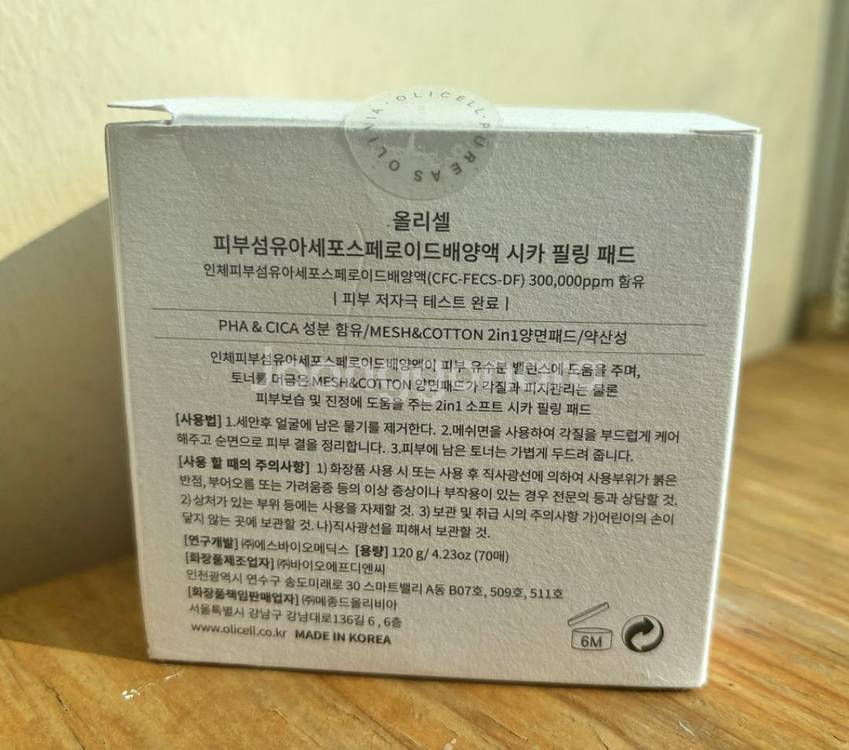 OLICELL · PUREAS OLIVIA ·
올리셀
피부섬유아세포스페로이드배양액 시카 필링 패드
인체피부섬유아세포스페로이드배양액(CFC-FECS-DF) 300,000ppm 함유
| 피부 저자극 테스트 완료 |
PHA & CICA 성분 함유/MESH&COTTON 2in1양면패드/약산성
인체피부섬유아세포스페로이드배양액이 피부 유수분 밸런스에 도움을 주며,
토너를 머금은 MESH&COTTON 양면패드가 각질과 피지관리는 물론
피부보습 및 진정에 도움을 주는 2in1 소프트 시카 필링 패드
[사용법] 1.세안후 얼굴에 남은 물기를 제거한다. 2.메쉬면을 사용하여 각질을 부드럽게 케어
해주고 순면으로 피부 결을 정리합니다. 3.피부에 남은 토너는 가볍게 두드려 줍니다.
[사용 할 때의 주의사항] 1) 화장품 사용 시 또는 사용 후 직사광선에 의하여 사용부위가 붉은
반점, 부어오름 또는 가려움증 등의 이상 증상이나 부작용이 있는 경우 전문의 등과 상담할 것.
2)상처가 있는 부위 등에는 사용을 자제할 것. 3) 보관 및 취급 시의 주의사항 가)어린이의 손이
닿지 않는 곳에 보관할 것. 나)직사광선을 피해서 보관할 것.
[연구개발] ㈜에스바이오메딕스 [용량] 120 g/ 4.23oz (70매)
[화장품제조업자] ㈜바이오에프디엔씨
인천광역시 연수구 송도미래로 30 스마트밸리 A동 B07호, 509호, 511호
[화장품책임판매업자] ㈜메종드올리비아
서울특별시 강남구 강남대로136길 6 , 6층
www.olicell.co.kr MADE IN KOREA
6M